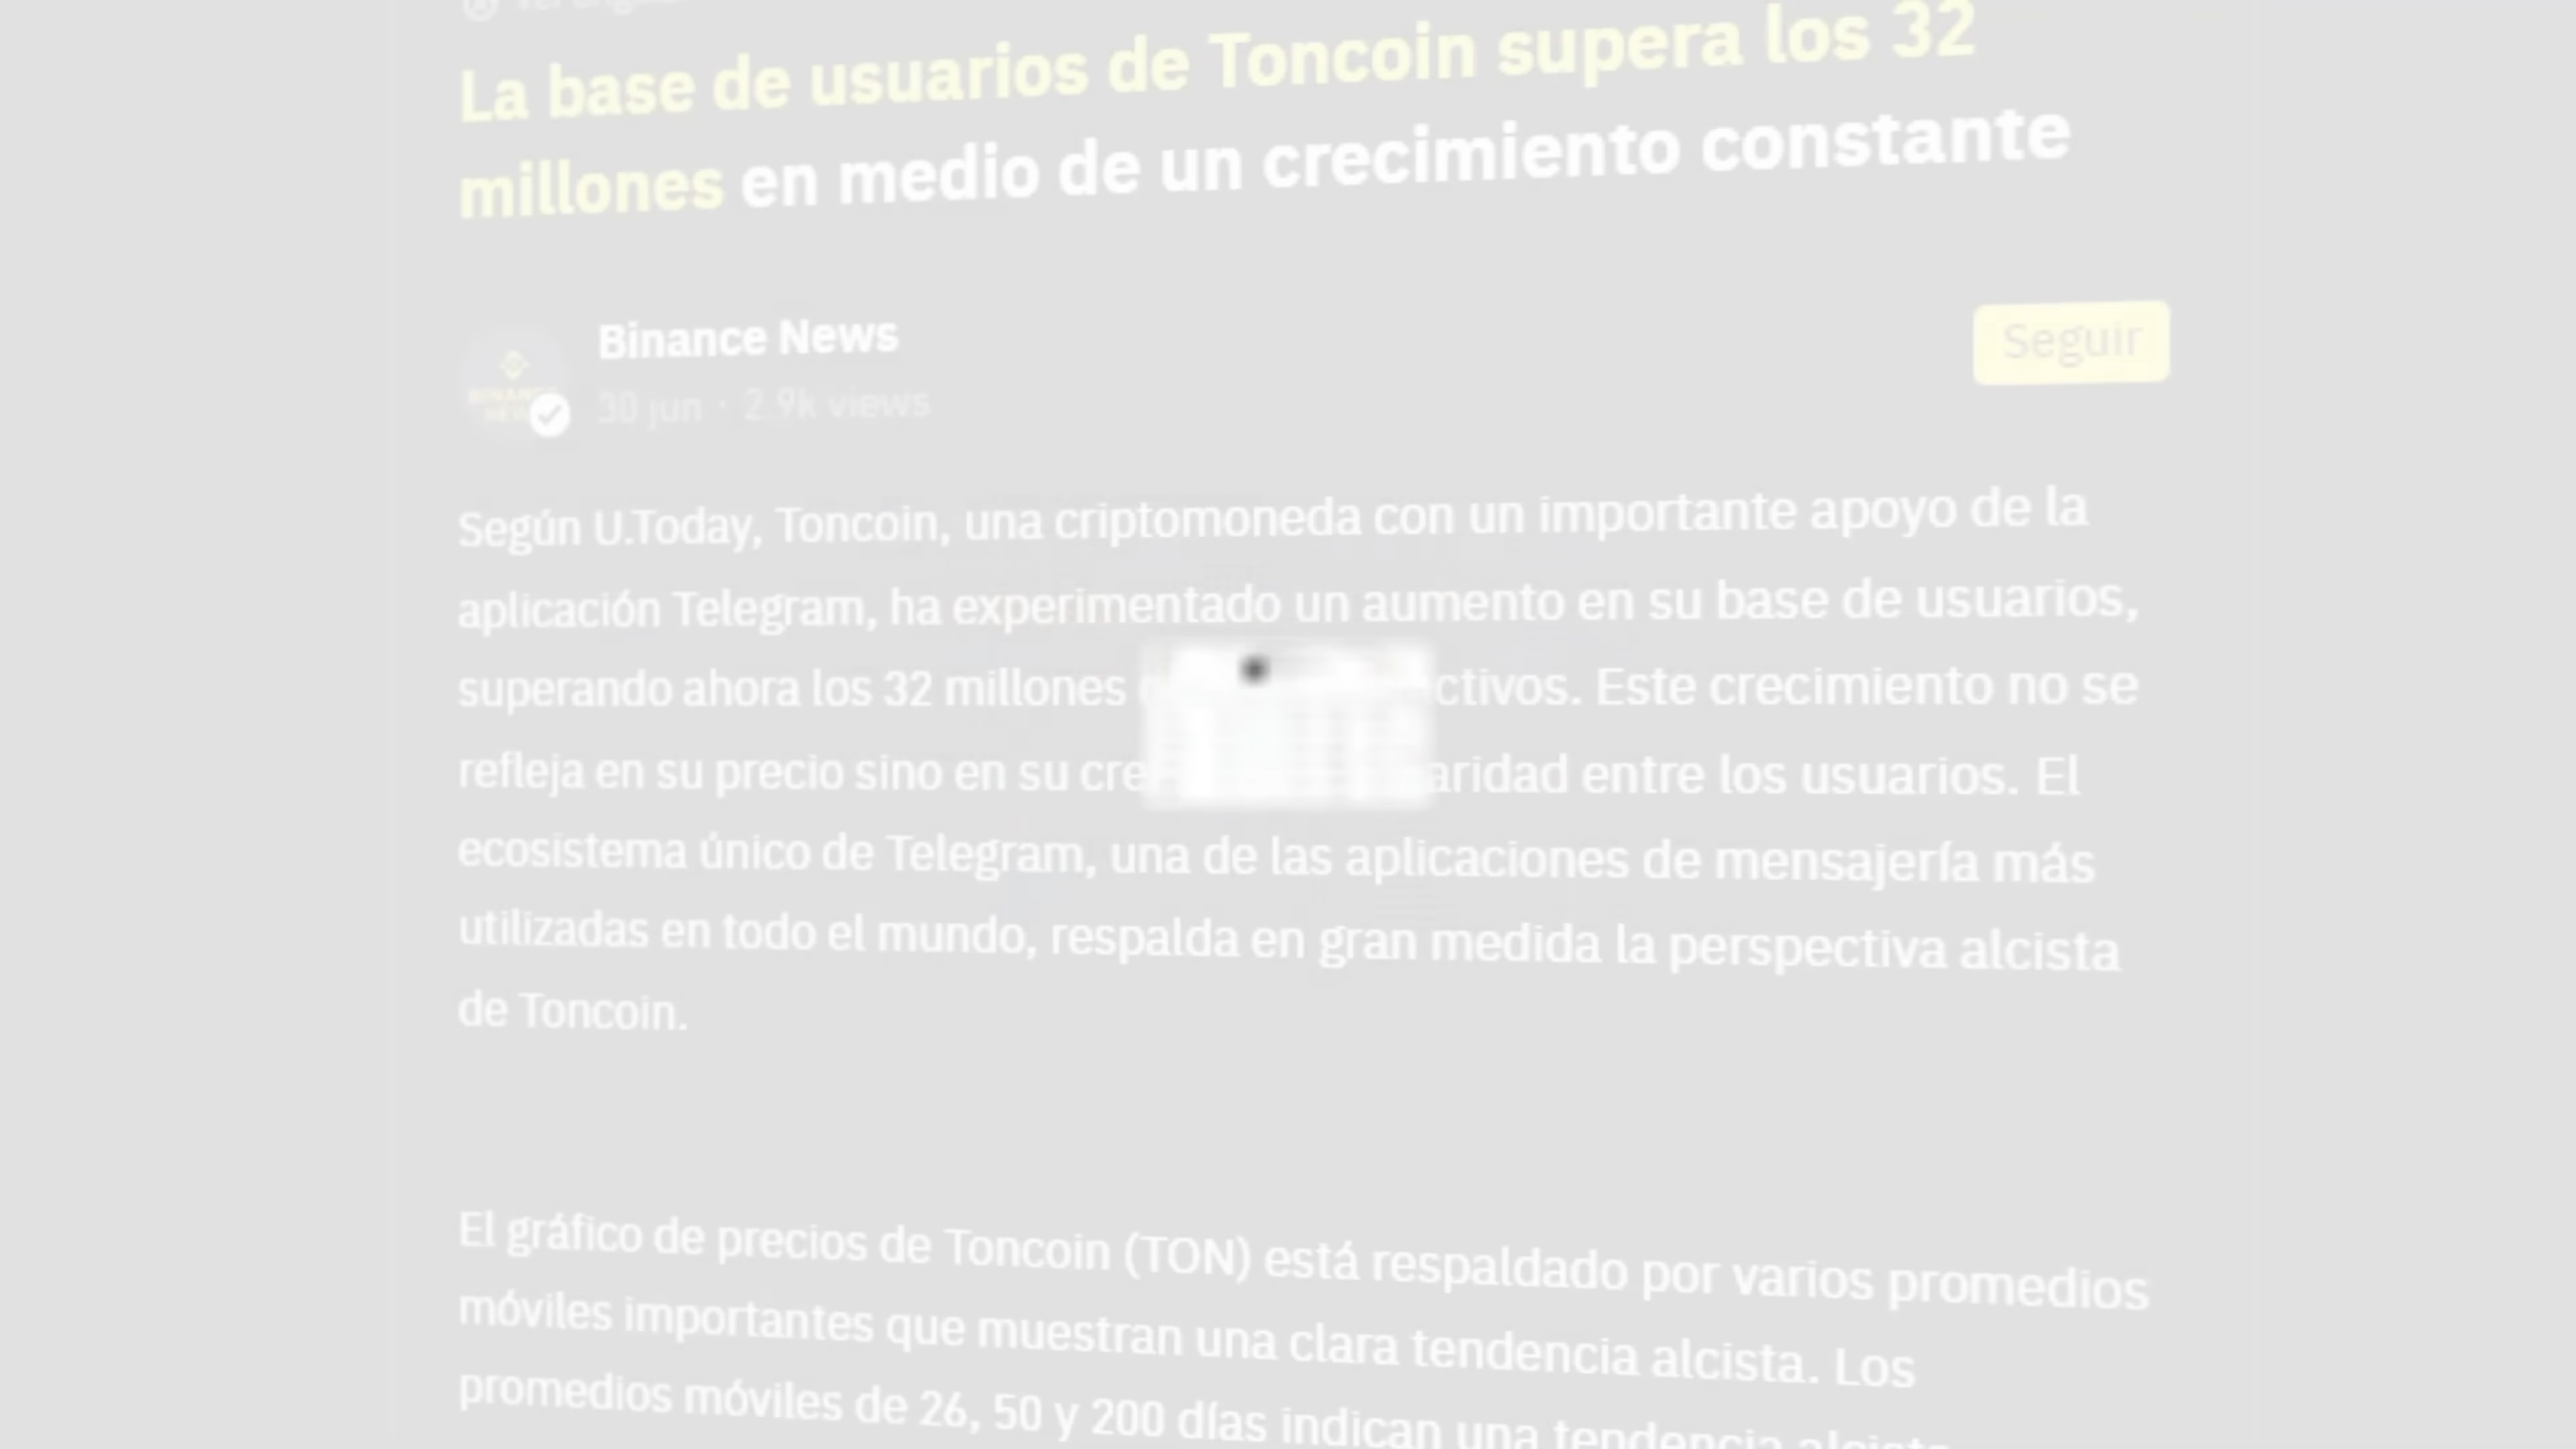 La base de usuarios de Toncoin supera los 32
millones en medio de un crecimiento constante
Binance News
30 jun · 2.9k views
Seguir
BINANCE
NEWS
Según U.Today, Toncoin, una criptomoneda con un importante apoyo de la
aplicación Telegram, ha experimentado un aumento en su base de usuarios,
superando ahora los 32 millones ctivos. Este crecimiento no se
refleja en su precio sino en su cre aridad entre los usuarios. El
ecosistema único de Telegram, una de las aplicaciones de mensajería más
utilizadas en todo el mundo, respalda en gran medida la perspectiva alcista
de Toncoin.
El gráfico de precios de Toncoin (TON) está respaldado por varios promedios
móviles importantes que muestran una clara tendencia alcista. Los
promedios móviles de 26, 50 y 200 días indican una tendencia